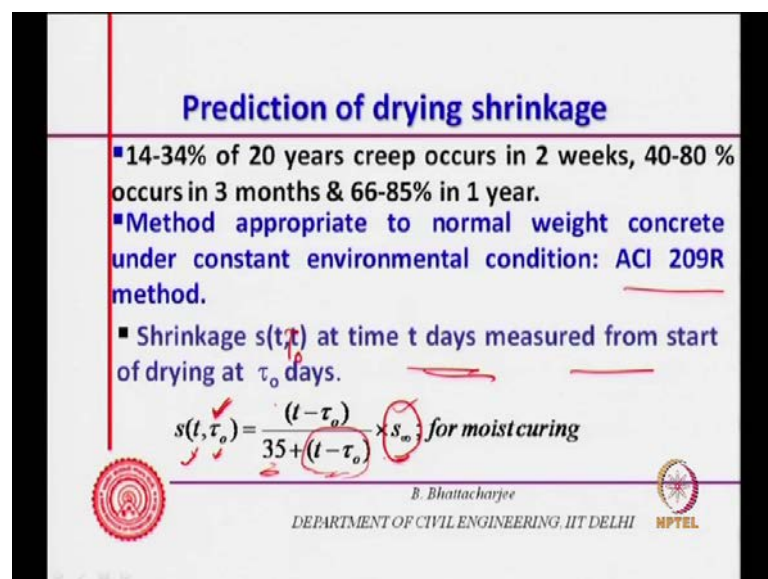 Prediction of drying shrinkage
▪14-34% of 20 years creep occurs in 2 weeks, 40-80 %
occurs in 3 months & 66-85% in 1 year.
▪Method appropriate to normal weight concrete
under constant environmental condition: ACI 209R
method.
▪ Shrinkage s(t,t) at time t days measured from start
of drying at τₒ days.
s(t,τₒ) = (t−τₒ) / 35+(t−τₒ) × s∞; for moist curing
B. Bhattacharjee
DEPARTMENT OF CIVIL ENGINEERING, IIT DELHI
NPTEL